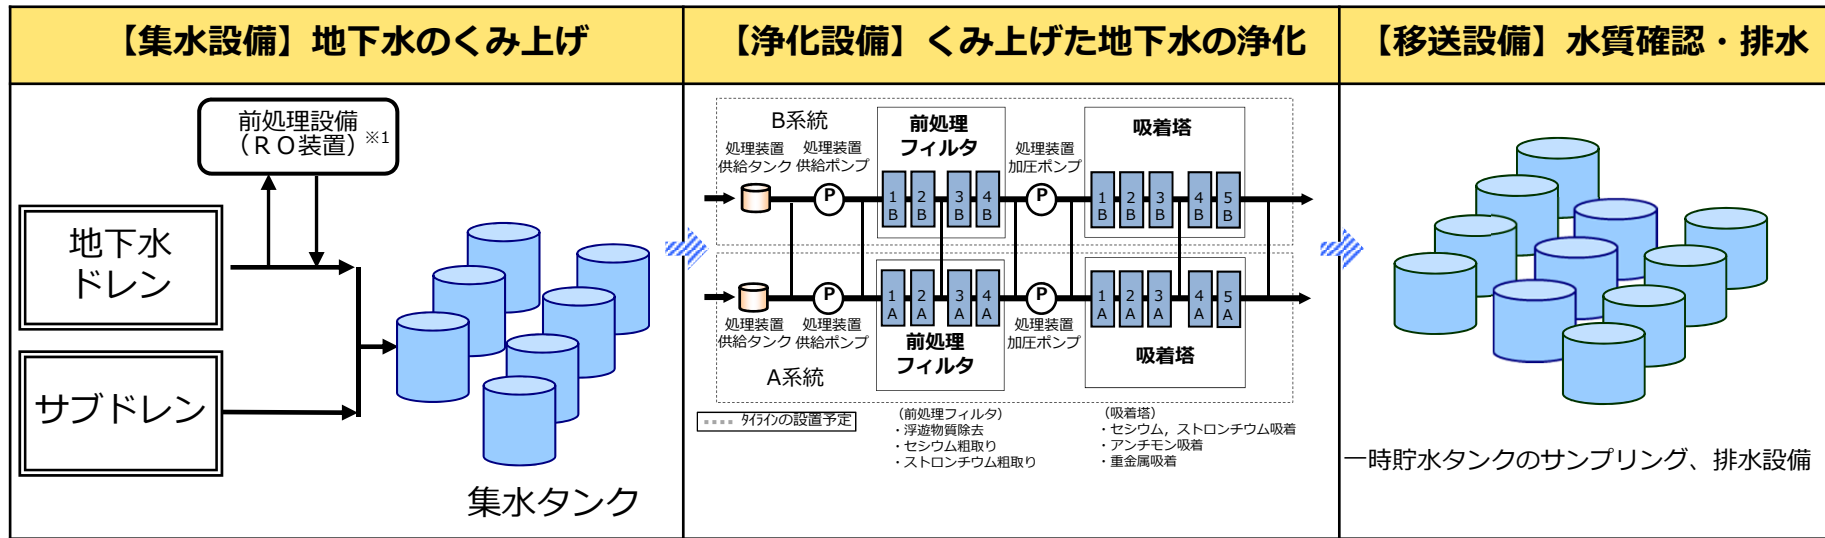 【集水設備】地下水のくみ上げ
【浄化設備】くみ上げた地下水の浄化
【移送設備】水質確認・排水
前処理設備
（ＲＯ装置）※1
地下水
ドレン
サブドレン
集水タンク
B系統
処理装置
供給タンク
処理装置
供給ポンプ
前処理
フィルタ
処理装置
加圧ポンプ
吸着塔
P
1B
2B
3B
4B
P
1B
2B
3B
4B
5B
P
1A
2A
3A
4A
P
1A
2A
3A
4A
5A
処理装置
供給タンク
処理装置
供給ポンプ
前処理
フィルタ
処理装置
加圧ポンプ
吸着塔
A系統
ﾀｲﾗｲﾝの設置予定
（前処理フィルタ）
・浮遊物質除去
・セシウム粗取り
・ストロンチウム粗取り
（吸着塔）
・セシウム，ストロンチウム吸着
・アンチモン吸着
・重金属吸着
一時貯水タンクのサンプリング、排水設備